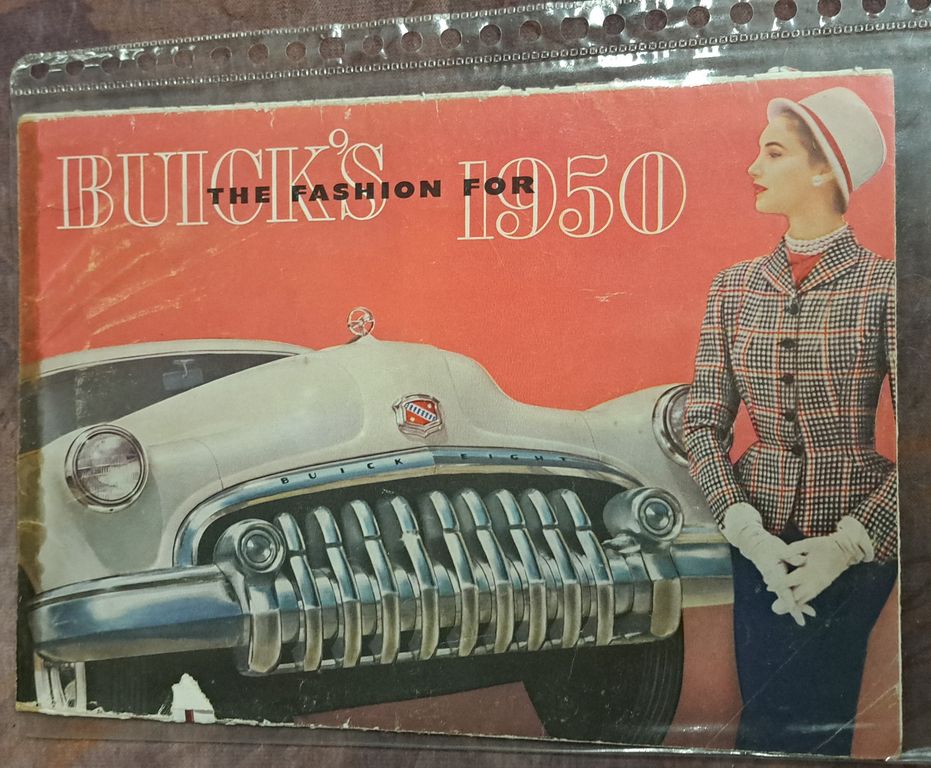 BUICK'S 1950
THE FASHION FOR
BUICK EIGHT